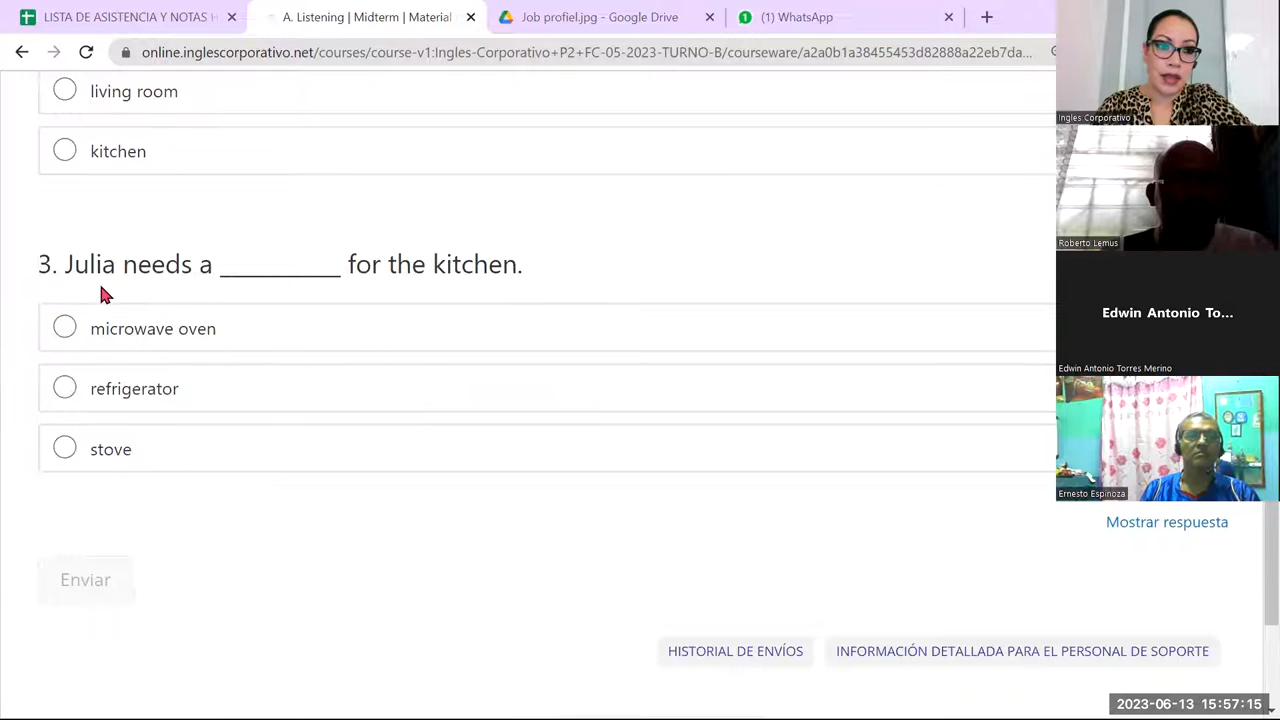 LISTA DE ASISTENCIA Y NO
A. Listening | Midterm | Materia
Job profiel.jpg - Google Drive
(1) WhatsApp
online.inglescorporativo.net/courses/course-v1:Ingles-Corporativo+P2+FC-05-2023-TURNO-B/courseware/a2a0b1a38455453d82888a22eb7da...
living room
kitchen
3. Julia needs a __________ for the kitchen.
microwave oven
refrigerator
stove
Mostrar respuesta
Enviar
HISTORIAL DE ENVÍOS
INFORMACIÓN DETALLADA PARA EL PERSONAL DE SOPORTE
Ingles Corporativo
Roberto Lemus
Edwin Antonio To...
Edwin Antonio Torres Merino
Ernesto Espinoza
2023-06-13 15:57:15